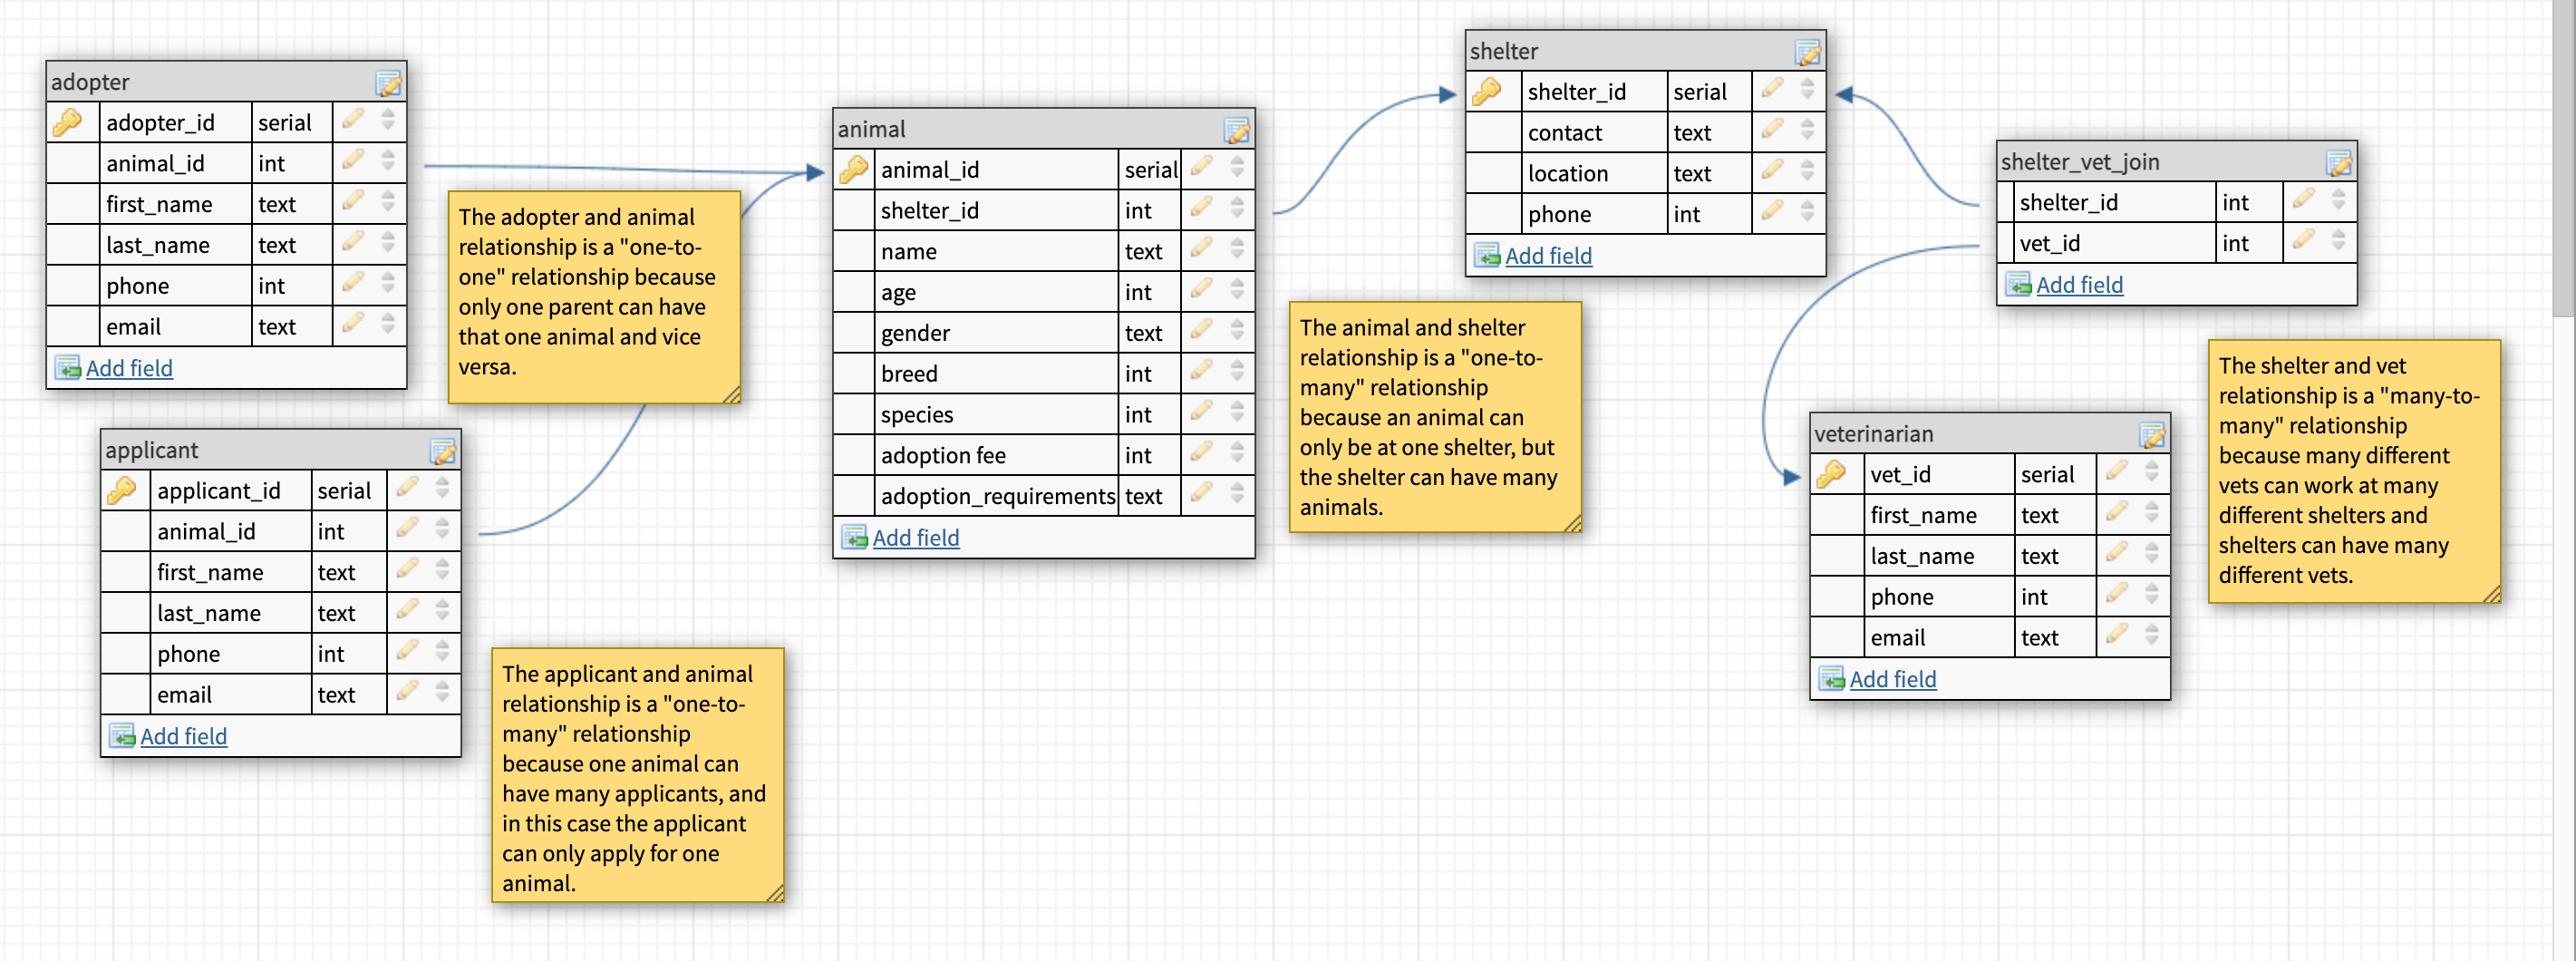 adopter
adopter_id serial
animal_id int
first_name text
last_name text
phone int
email text
Add field
The adopter and animal
relationship is a "one-to-
one" relationship because
only one parent can have
that one animal and vice
versa.
applicant
applicant_id serial
animal_id int
first_name text
last_name text
phone int
email text
Add field
The applicant and animal
relationship is a "one-to-
many" relationship
because one animal can
have many applicants, and
in this case the applicant
can only apply for one
animal.
animal
animal_id serial
shelter_id int
name text
age int
gender text
breed int
species int
adoption fee int
adoption_requirements text
Add field
shelter
shelter_id serial
contact text
location text
phone int
Add field
The animal and shelter
relationship is a "one-to-
many" relationship
because an animal can
only be at one shelter, but
the shelter can have many
animals.
shelter_vet_join
shelter_id int
vet_id int
Add field
veterinarian
vet_id serial
first_name text
last_name text
phone int
email text
Add field
The shelter and vet
relationship is a "many-to-
many" relationship
because many different
vets can work at many
different shelters and
shelters can have many
different vets.